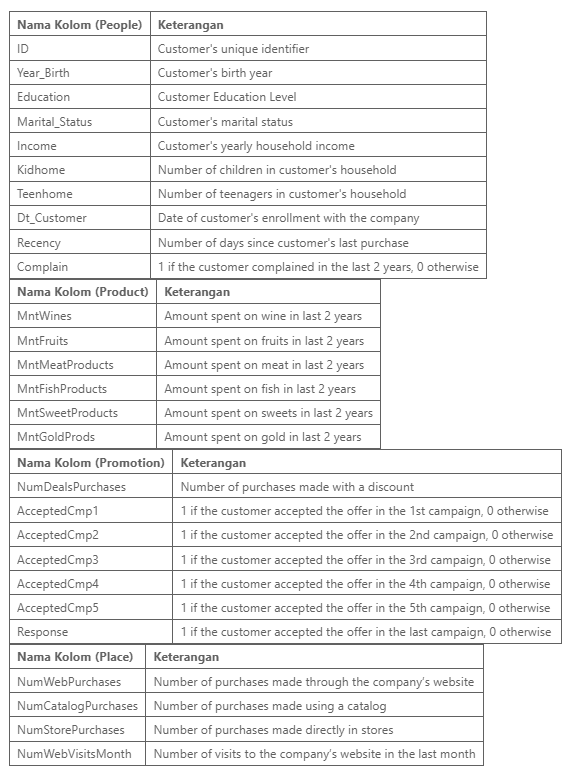 Nama Kolom (People) Keterangan
ID Customer's unique identifier
Year_Birth Customer's birth year
Education Customer Education Level
Marital_Status Customer's marital status
Income Customer's yearly household income
Kidhome Number of children in customer's household
Teenhome Number of teenagers in customer's household
Dt_Customer Date of customer's enrollment with the company
Recency Number of days since customer's last purchase
Complain 1 if the customer complained in the last 2 years, 0 otherwise
Nama Kolom (Product) Keterangan
MntWines Amount spent on wine in last 2 years
MntFruits Amount spent on fruits in last 2 years
MntMeatProducts Amount spent on meat in last 2 years
MntFishProducts Amount spent on fish in last 2 years
MntSweetProducts Amount spent on sweets in last 2 years
MntGoldProds Amount spent on gold in last 2 years
Nama Kolom (Promotion) Keterangan
NumDealsPurchases Number of purchases made with a discount
AcceptedCmp1 1 if the customer accepted the offer in the 1st campaign, 0 otherwise
AcceptedCmp2 1 if the customer accepted the offer in the 2nd campaign, 0 otherwise
AcceptedCmp3 1 if the customer accepted the offer in the 3rd campaign, 0 otherwise
AcceptedCmp4 1 if the customer accepted the offer in the 4th campaign, 0 otherwise
AcceptedCmp5 1 if the customer accepted the offer in the 5th campaign, 0 otherwise
Response 1 if the customer accepted the offer in the last campaign, 0 otherwise
Nama Kolom (Place) Keterangan
NumWebPurchases Number of purchases made through the company's website
NumCatalogPurchases Number of purchases made using a catalog
NumStorePurchases Number of purchases made directly in stores
NumWebVisitsMonth Number of visits to the company's website in the last month